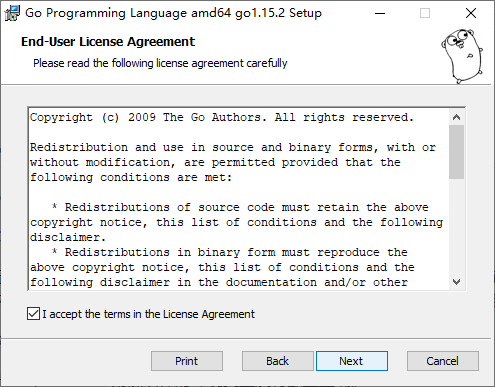 Go Programming Language amd64 go1.15.2 Setup
End-User License Agreement
Please read the following license agreement carefully
Copyright (c) 2009 The Go Authors. All rights reserved.
Redistribution and use in source and binary forms, with or
without modification, are permitted provided that the
following conditions are met:
* Redistributions of source code must retain the above
copyright notice, this list of conditions and the following
disclaimer.
* Redistributions in binary form must reproduce the
above copyright notice, this list of conditions and the
following disclaimer in the documentation and/or other
I accept the terms in the License Agreement
Print Back Next Cancel